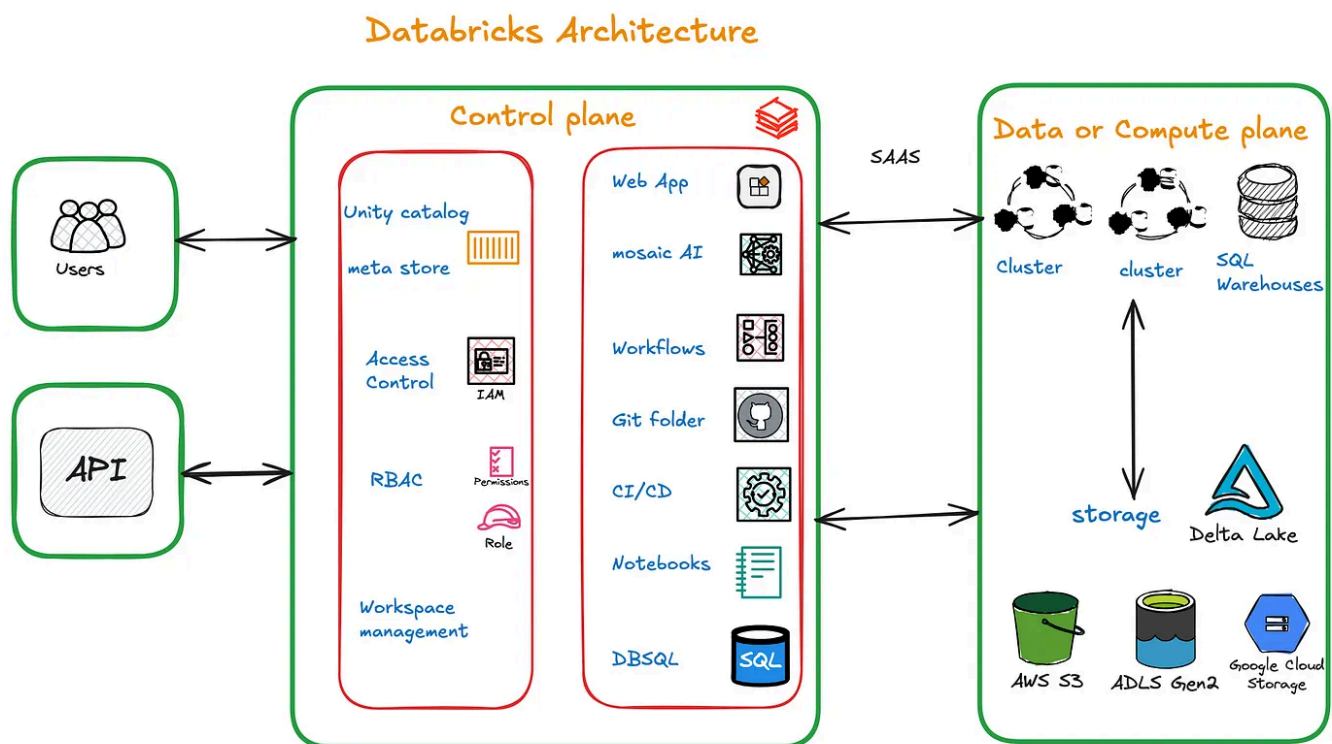 Databricks Architecture
Users
API
Control plane
Unity catalog
meta store
Access
Control
IAM
RBAC
Permissions
Role
Workspace
management
Web App
mosaic AI
Workflows
Git folder
CI/CD
Notebooks
DBSQL
SQL
SAAS
Data or Compute plane
Cluster
cluster
SQL
Warehouses
storage
Delta Lake
AWS S3
ADLS Gen2
Google Cloud
Storage